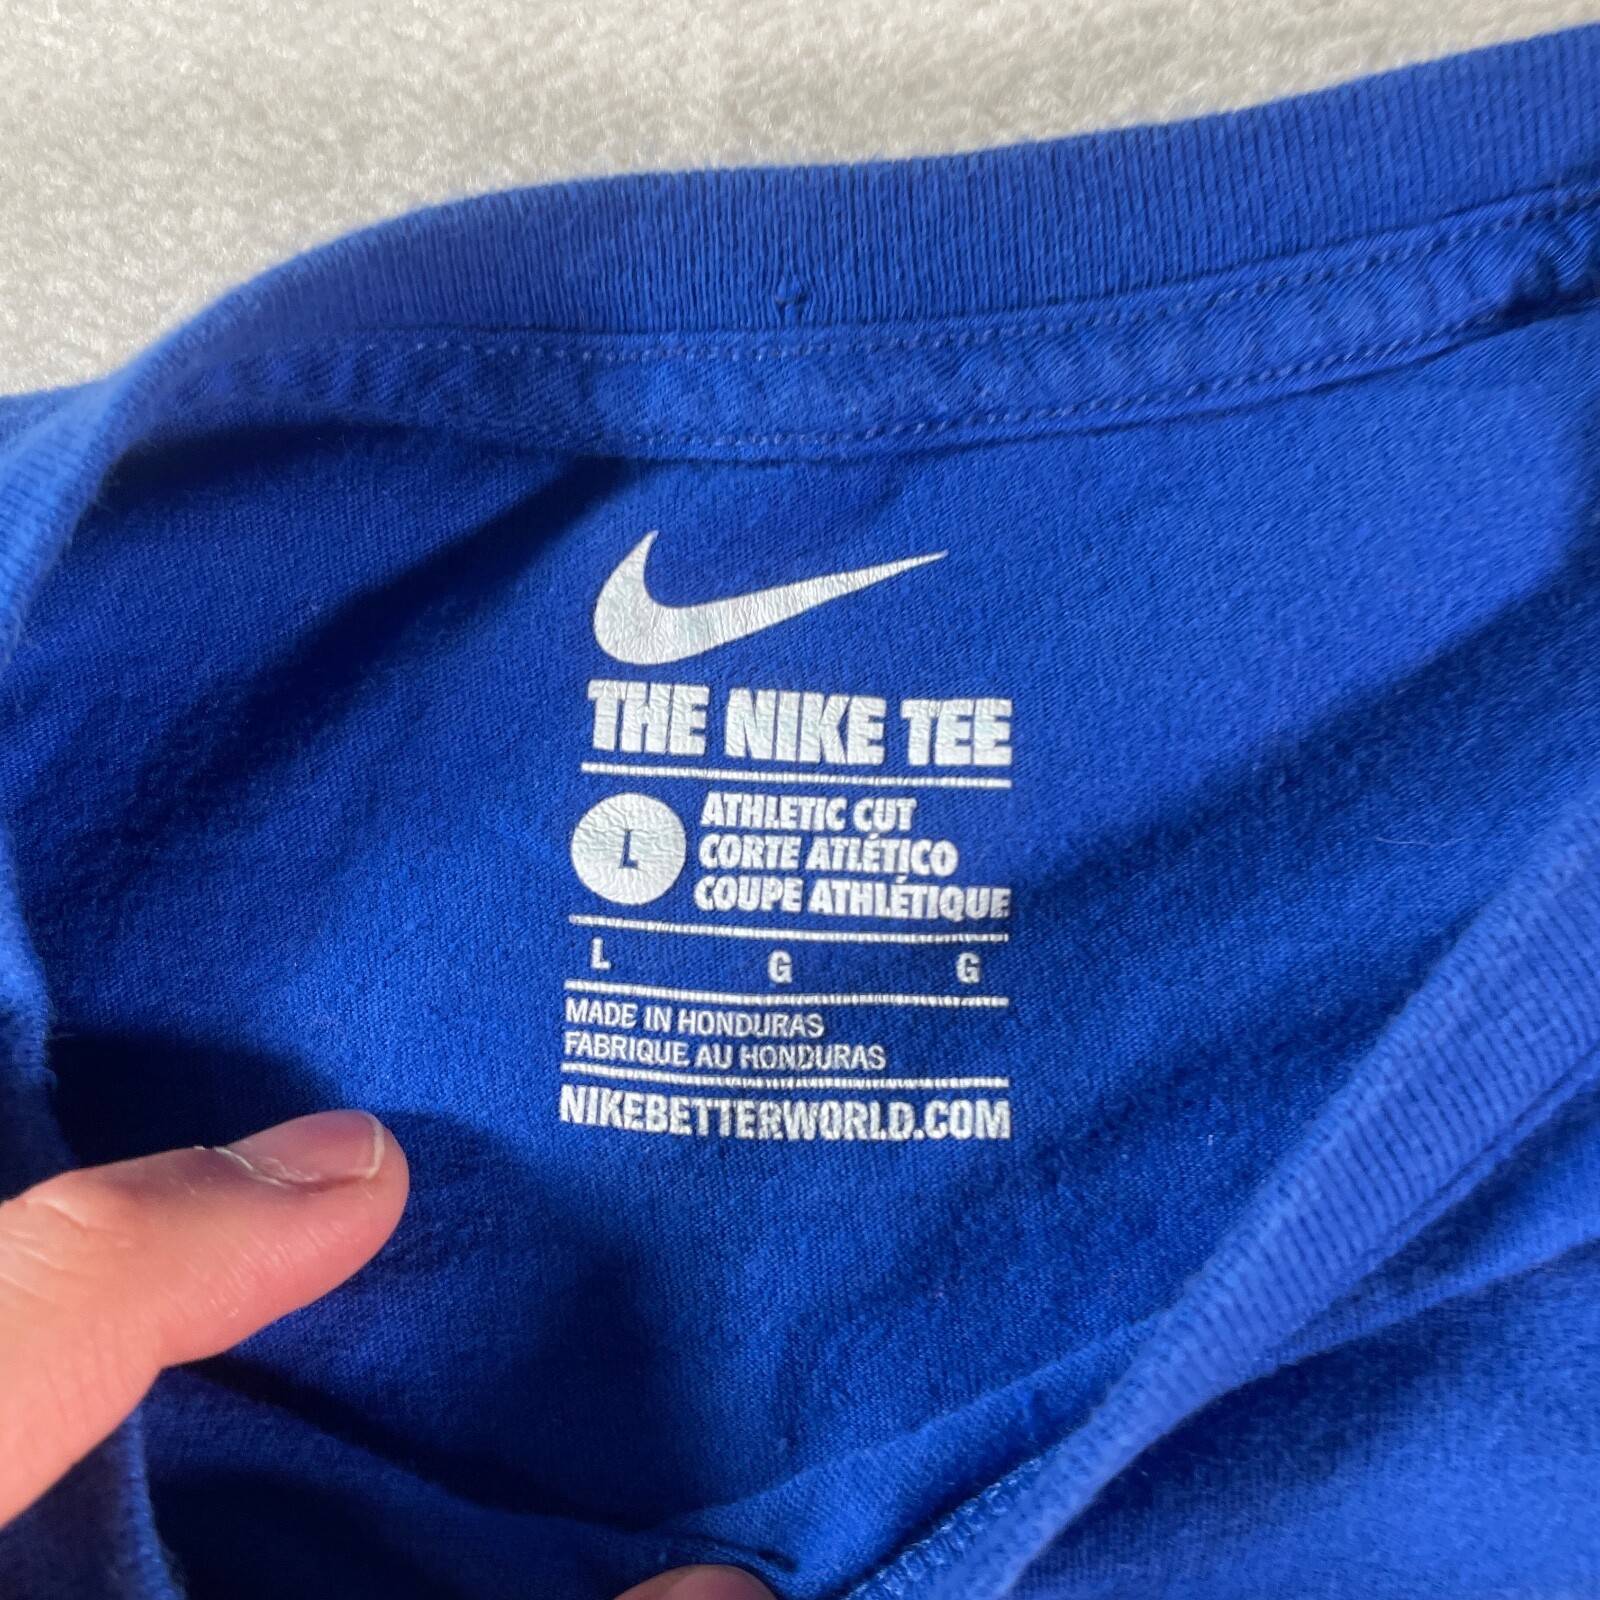 THE NIKE TEE
L
ATHLETIC CUT
CORTE ATLÉTICO
COUPE ATHLÉTIQUE
L G G
MADE IN HONDURAS
FABRIQUE AU HONDURAS
NIKEBETTERWORLD.COM